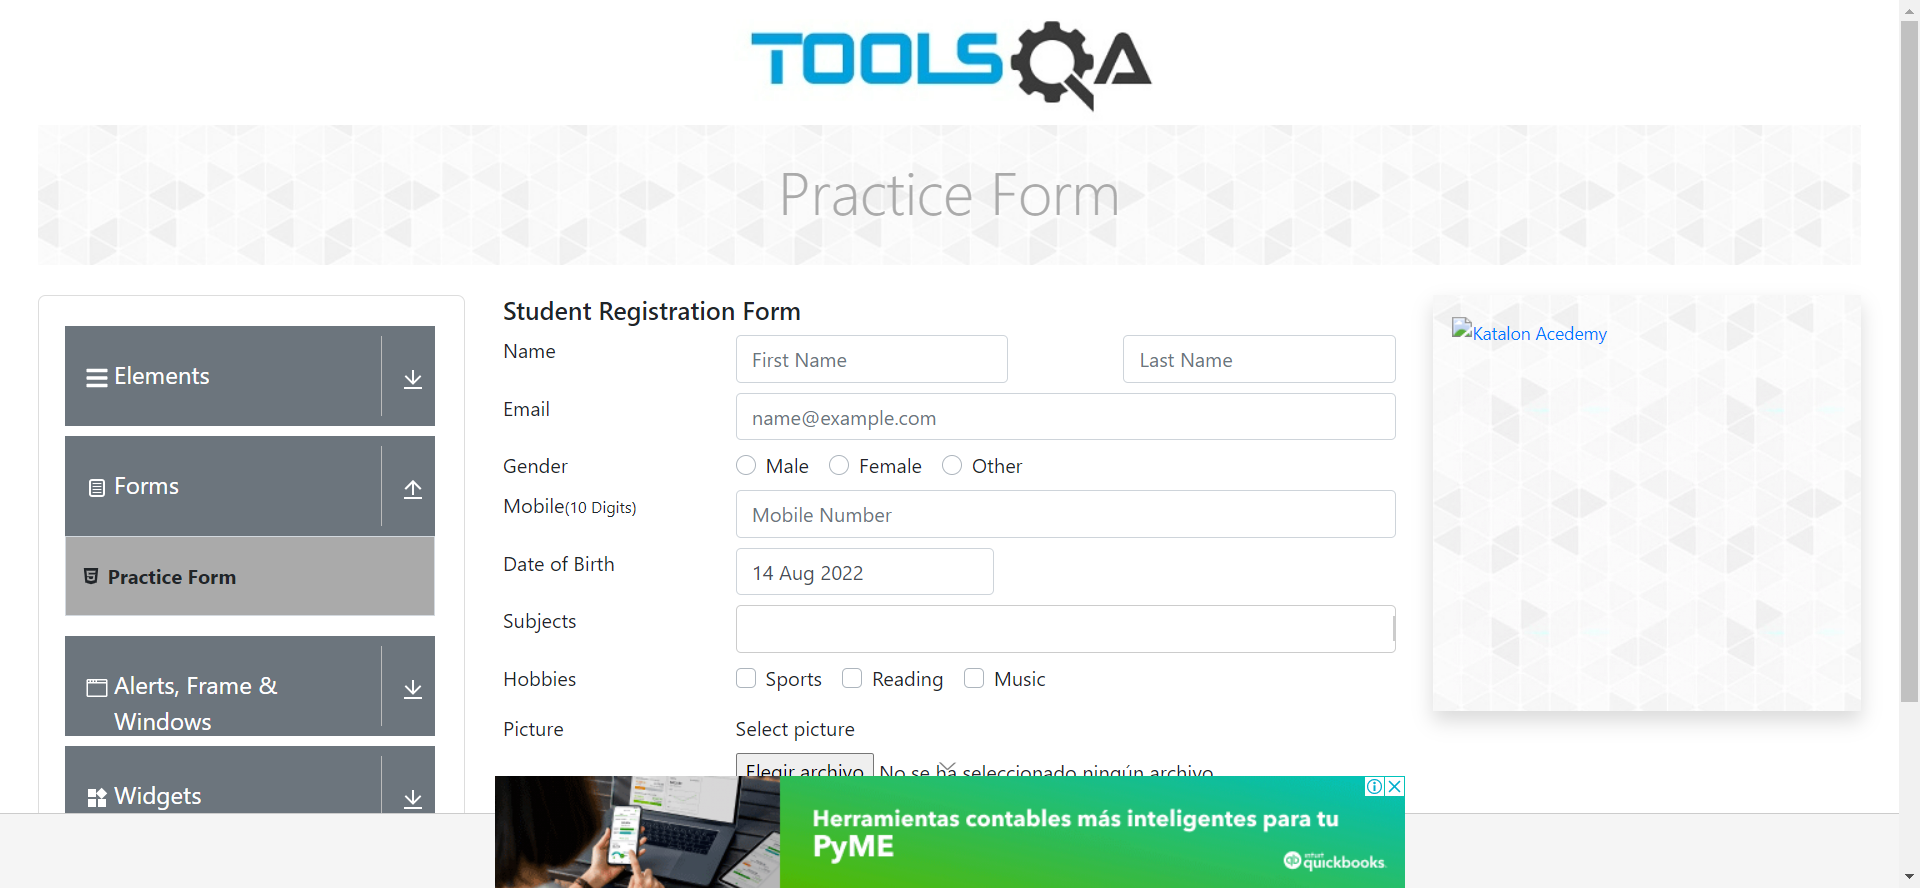 TOOLSQA
Practice Form
Elements
Forms
Practice Form
Alerts, Frame &
Windows
Widgets
Student Registration Form
Name
First Name
Last Name
Email
name@example.com
Gender
Male
Female
Other
Mobile(10 Digits)
Mobile Number
Date of Birth
14 Aug 2022
Subjects
Hobbies
Sports
Reading
Music
Picture
Select picture
Elegir archivo
No se ha seleccionado ningún archivo
Katalon Acedemy
Herramientas contables más inteligentes para tu
PyME
qb intuit quickbooks.